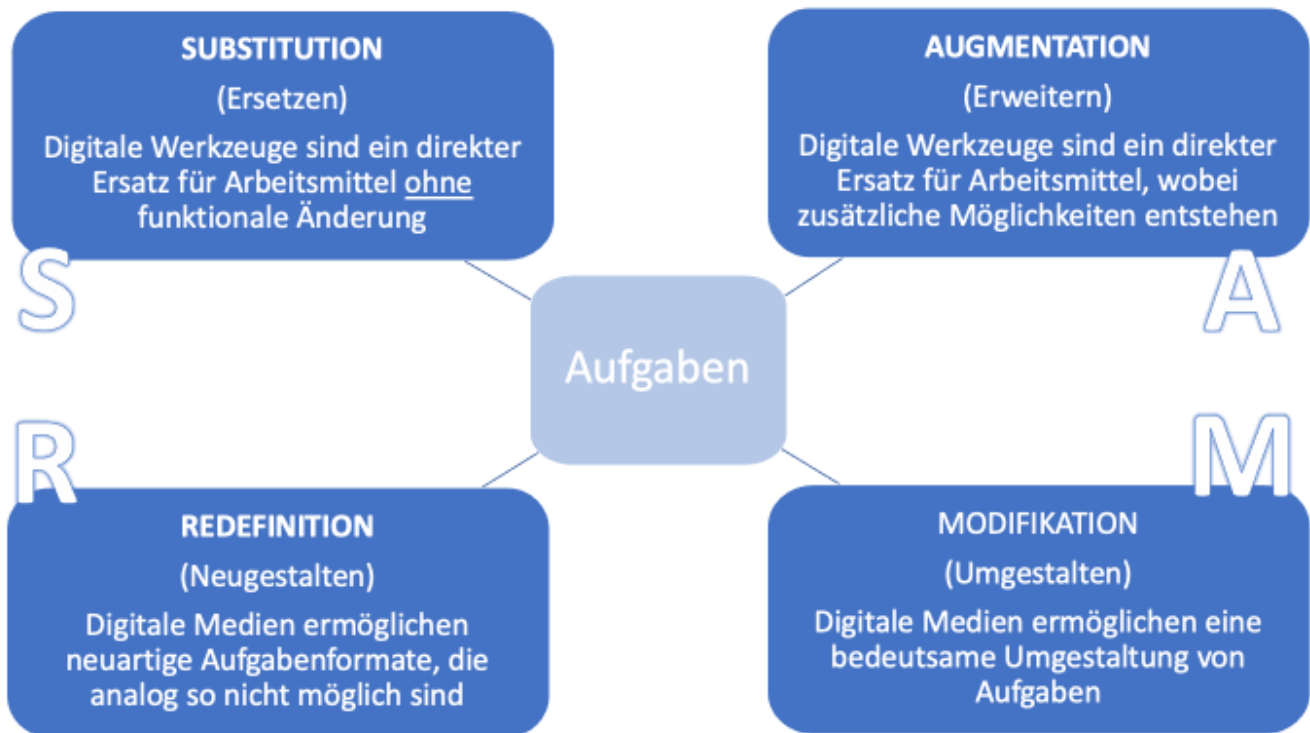 SUBSTITUTION
(Ersetzen)
Digitale Werkzeuge sind ein direkter
Ersatz für Arbeitsmittel ohne
funktionale Änderung
S
AUGMENTATION
(Erweitern)
Digitale Werkzeuge sind ein direkter
Ersatz für Arbeitsmittel, wobei
zusätzliche Möglichkeiten entstehen
A
Aufgaben
R
REDEFINITION
(Neugestalten)
Digitale Medien ermöglichen
neuartige Aufgabenformate, die
analog so nicht möglich sind
M
MODIFIKATION
(Umgestalten)
Digitale Medien ermöglichen eine
bedeutsame Umgestaltung von
Aufgaben